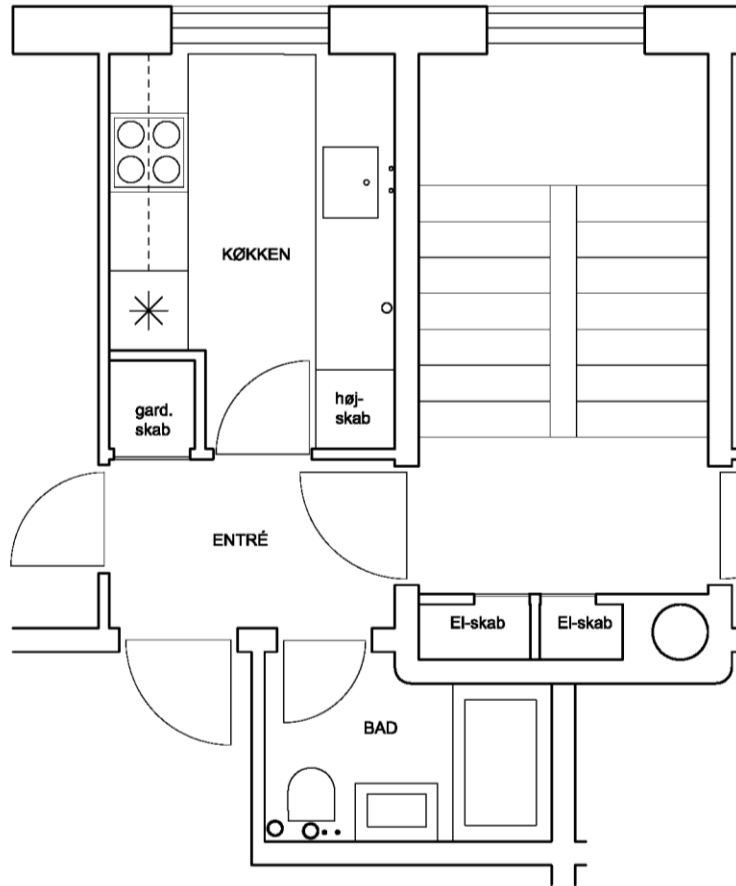 KØKKEN
gard.
skab
høj-
skab
ENTRÉ
El-skab
El-skab
BAD